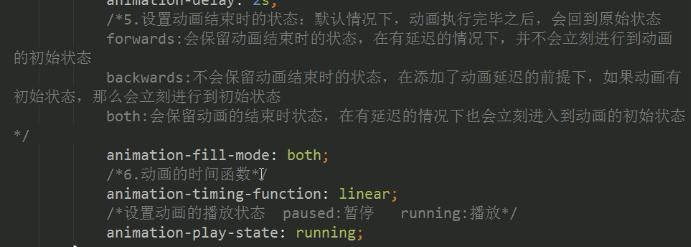 animation-delay: 2s;
/*5.设置动画结束时的状态：默认情况下，动画执行完毕之后，会回到原始状态
forwards:会保留动画结束时的状态，在有延迟的情况下，并不会立刻进行到动画
的初始状态
backwards:不会保留动画结束时的状态，在添加了动画延迟的前提下，如果动画有
初始状态，那么会立刻进行到初始状态
both:会保留动画的结束时状态，在有延迟的情况下也会立刻进入到动画的初始状态
*/
animation-fill-mode: both;
/*6.动画的时间函数*/
animation-timing-function: linear;
/*设置动画的播放状态  paused:暂停   running:播放*/
animation-play-state: running;